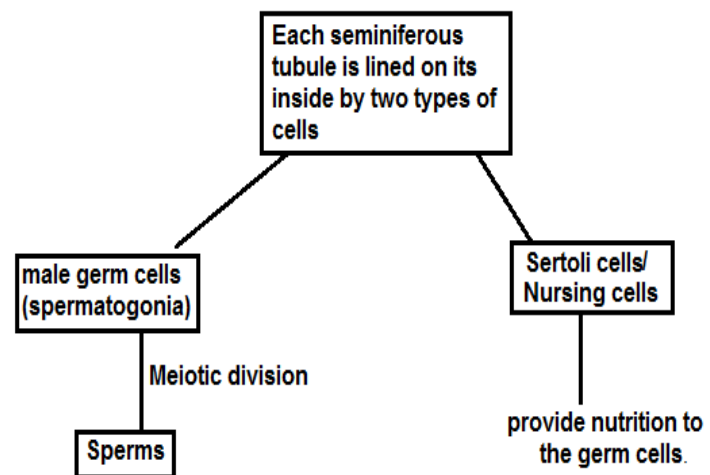 Each seminiferous
tubule is lined on its
inside by two types of
cells
male germ cells
(spermatogonia)
Sertoli cells/
Nursing cells
Meiotic division
Sperms
provide nutrition to
the germ cells.